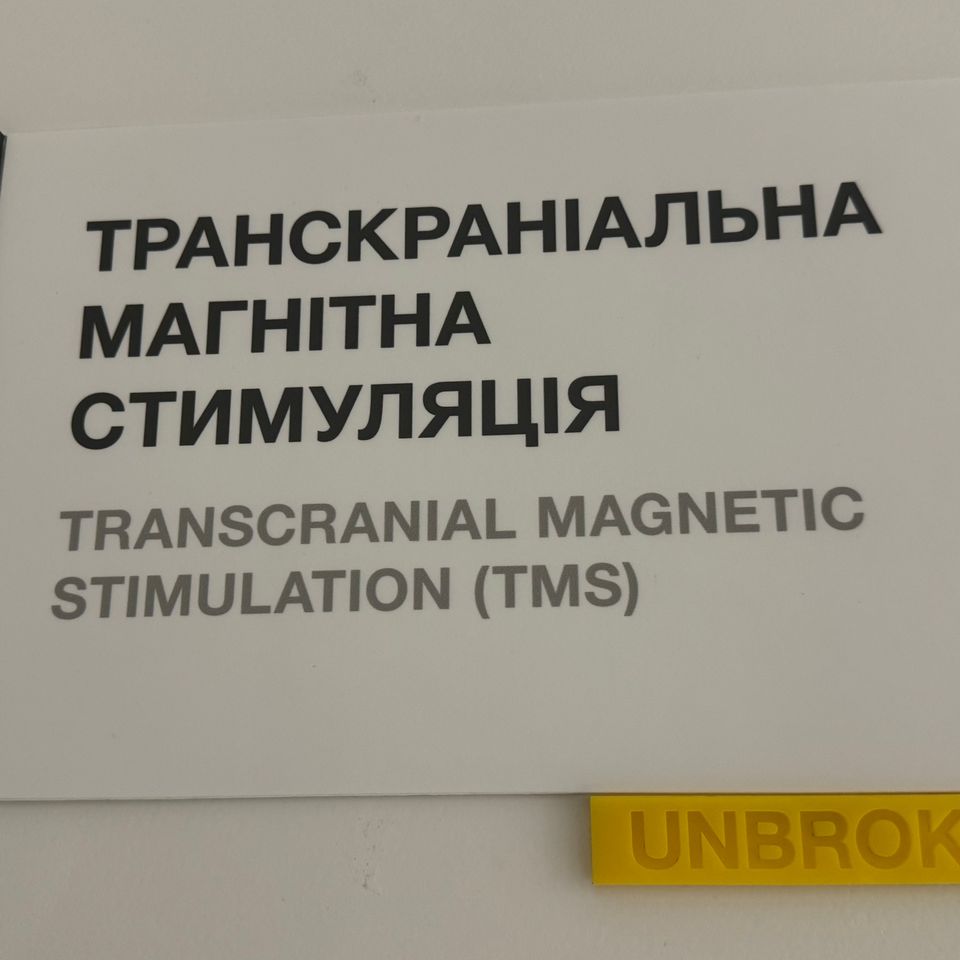 ТРАНСКРАНІАЛЬНА
МАГНІТНА
СТИМУЛЯЦІЯ
TRANSCRANIAL MAGNETIC
STIMULATION (TMS)
UNBROK